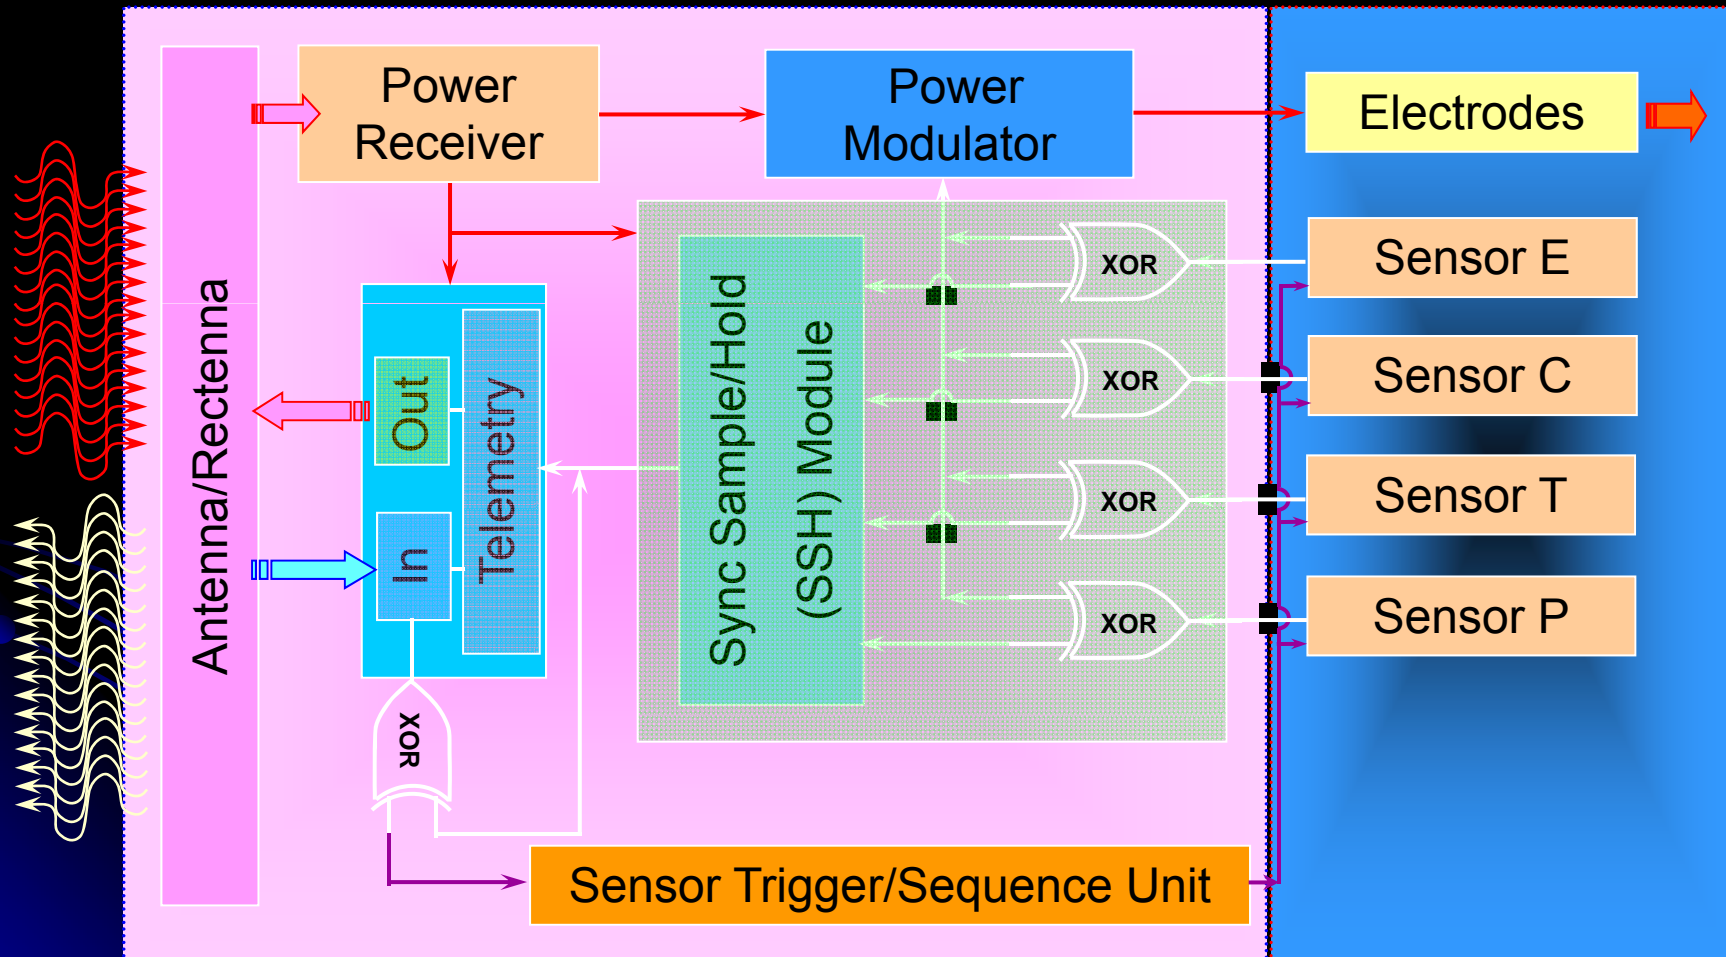 Power
Receiver
Power
Modulator
Electrodes
Antenna/Rectenna
Out
In
Telemetry
Sync Sample/Hold
(SSH) Module
XOR
XOR
XOR
XOR
Sensor E
Sensor C
Sensor T
Sensor P
XOR
Sensor Trigger/Sequence Unit